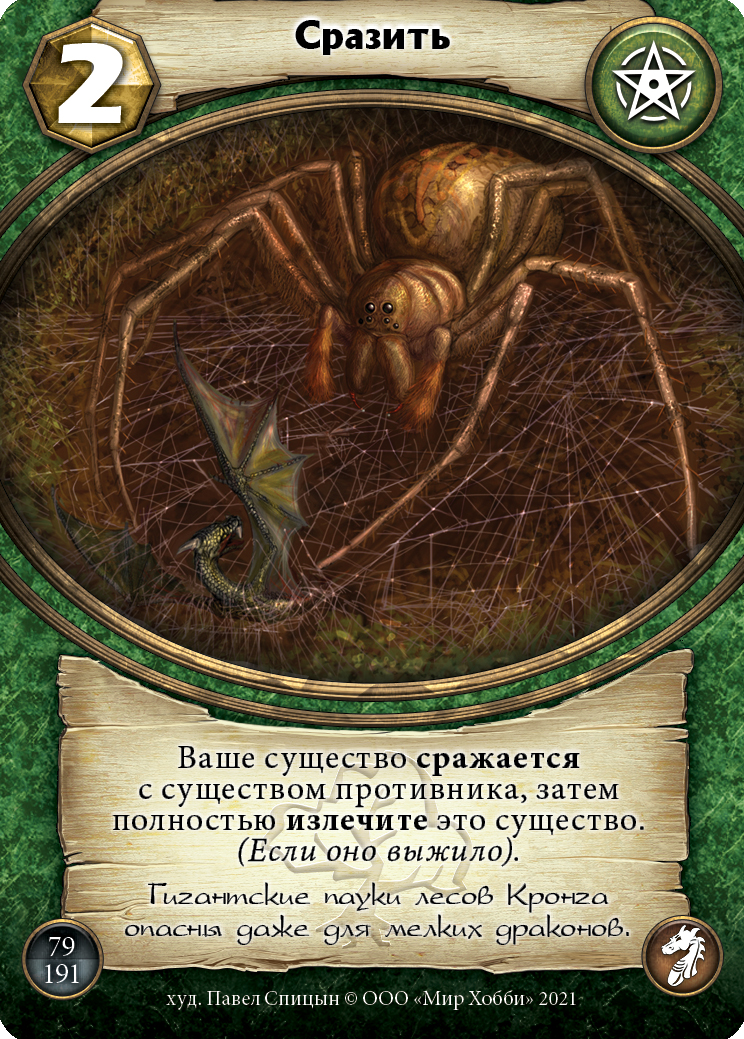 2
Сразить
Ваше существо сражается
с существом противника, затем
полностью излечите это существо.
(Если оно выжило).
Гигантские пауки лесов Кронга
опасны даже для мелких драконов.
79
191
худ. Павел Спицын © ООО «Мир Хобби» 2021